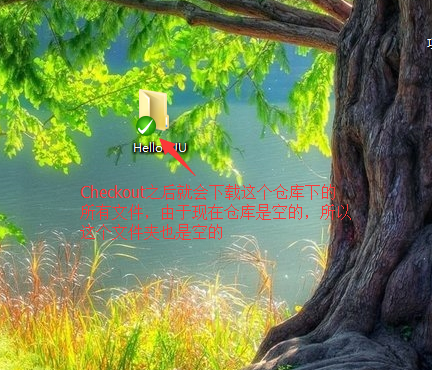 Hello JU
Checkout之后就会下载这个仓库下的
所有文件，由于现在仓库是空的，所以
这个文件夹也是空的